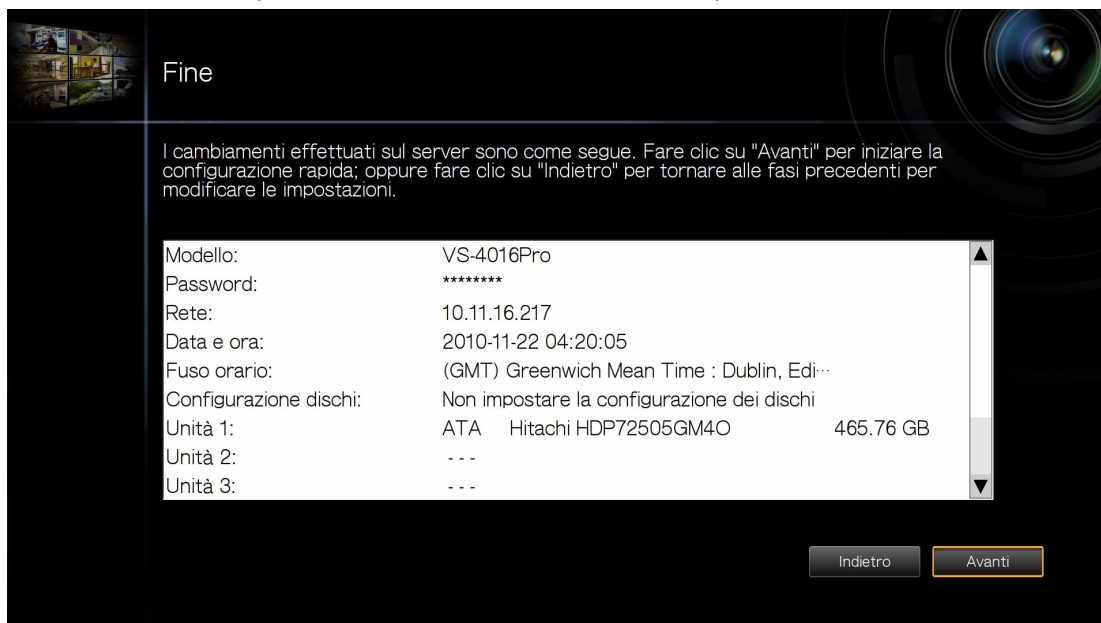 Fine
I cambiamenti effettuati sul server sono come segue. Fare clic su "Avanti" per iniziare la
configurazione rapida; oppure fare clic su "Indietro" per tornare alle fasi precedenti per
modificare le impostazioni.
Modello: VS-4016Pro
Password: ********
Rete: 10.11.16.217
Data e ora: 2010-11-22 04:20:05
Fuso orario: (GMT) Greenwich Mean Time : Dublin, Edi…
Configurazione dischi: Non impostare la configurazione dei dischi
Unità 1: ATA Hitachi HDP72505GM4O 465.76 GB
Unità 2: - - -
Unità 3: - - -
Indietro Avanti